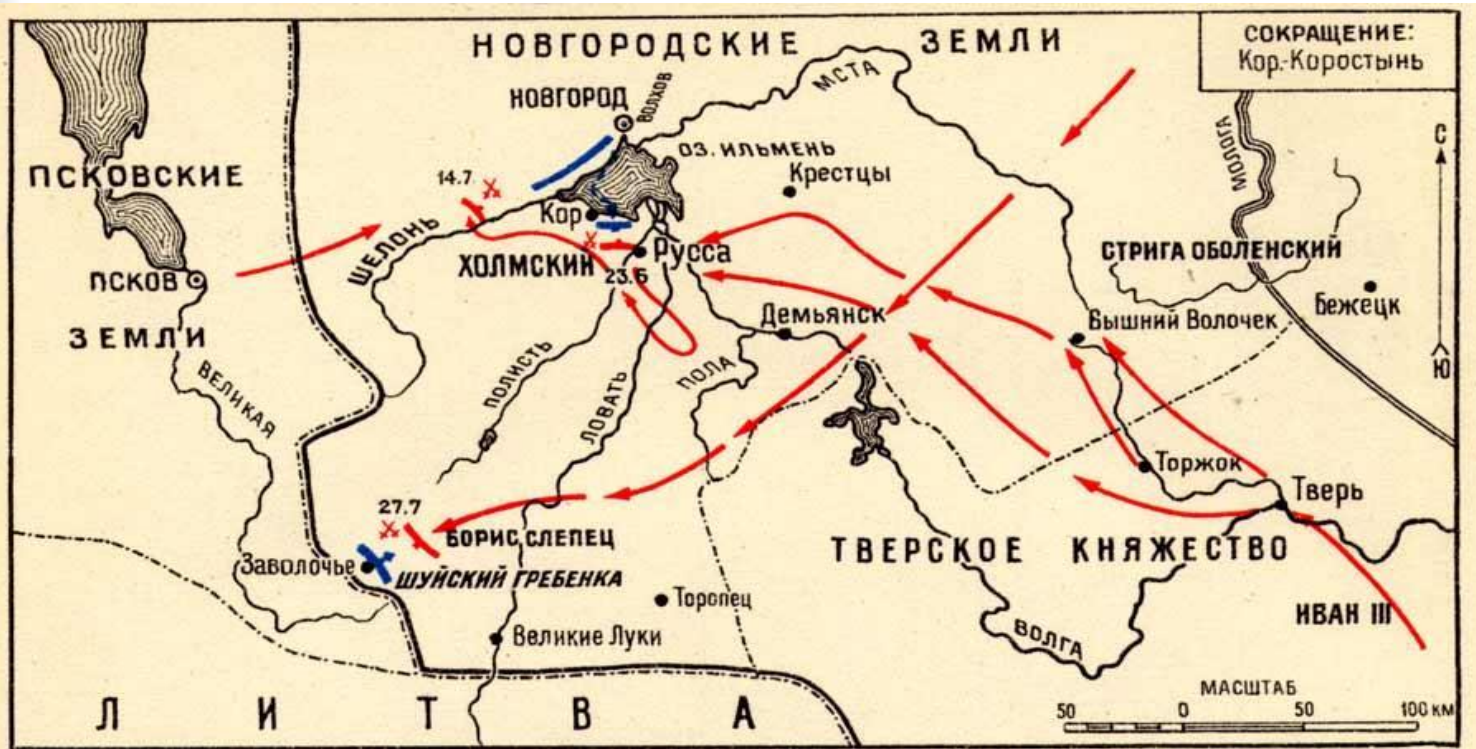 НОВГОРОДСКИЕ ЗЕМЛИ
СОКРАЩЕНИЕ:
Кор.-Коростынь
МСТА
НОВГОРОД
ВОЛХОВ
ОЗ. ИЛЬМЕНЬ
МОЛОГА
С
ПСКОВСКИЕ
14.7
Крестцы
Кор
ШЕЛОНЬ
ХОЛМСКИЙ
Русса
СТРИГА ОБОЛЕНСКИЙ
ПСКОВ
23.6
Бежецк
ЗЕМЛИ
Демьянск
Вышний Волочек
Ю
ВЕЛИКАЯ
ПОЛИСТЬ
ПОЛА
ЛОВАТЬ
Торжок
Тверь
27.7
БОРИС СЛЕПЕЦ
ТВЕРСКОЕ КНЯЖЕСТВО
Заволочье
ШУЙСКИЙ ГРЕБЕНКА
Торопец
ИВАН III
Великие Луки
ВОЛГА
МАСШТАБ
ЛИТВА
50 0 50 100 км